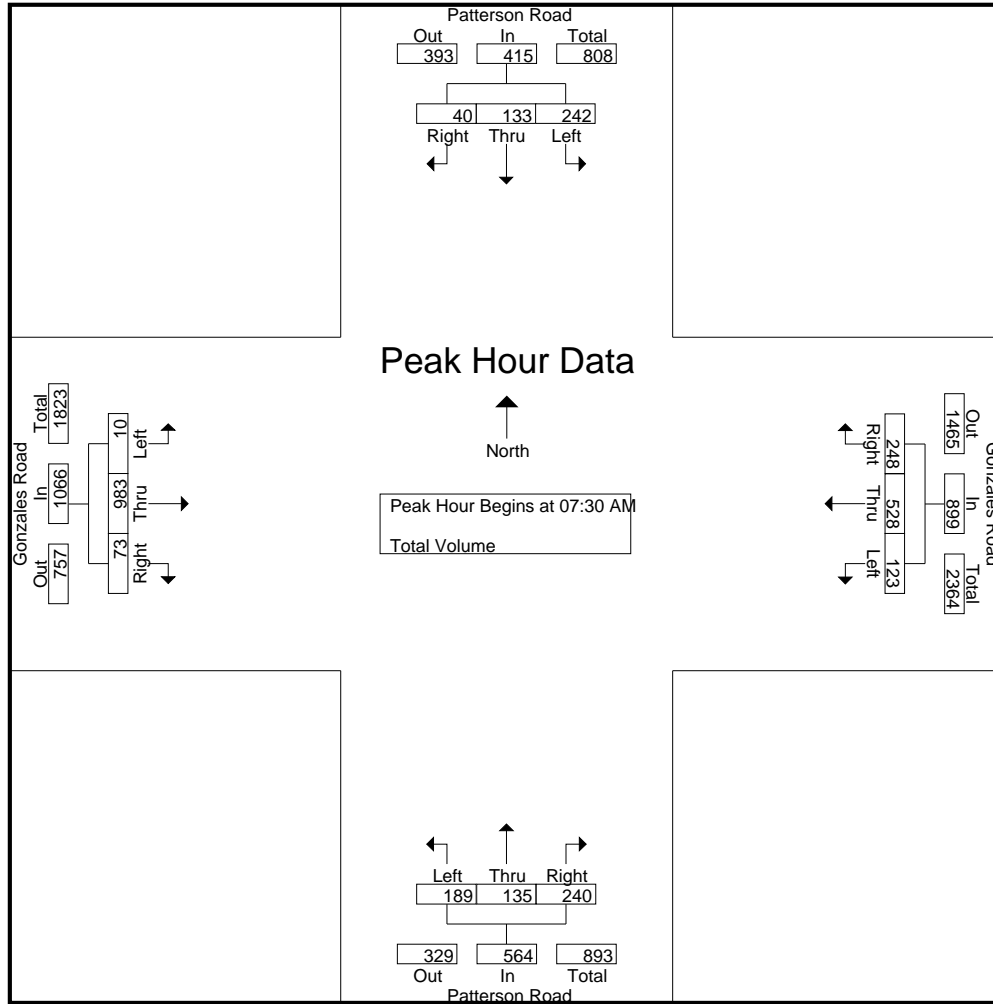 Patterson Road
Out In Total
393 415 808
40 133 242
Right Thru Left
Peak Hour Data
North
Peak Hour Begins at 07:30 AM
Total Volume
Gonzales Road
Total In Out
1823 1066 757
10 983 73
Left Thru Right
Gonzales Road
Out In Total
1465 899 2364
248 528 123
Right Thru Left
Left Thru Right
189 135 240
329 564 893
Out In Total
Patterson Road